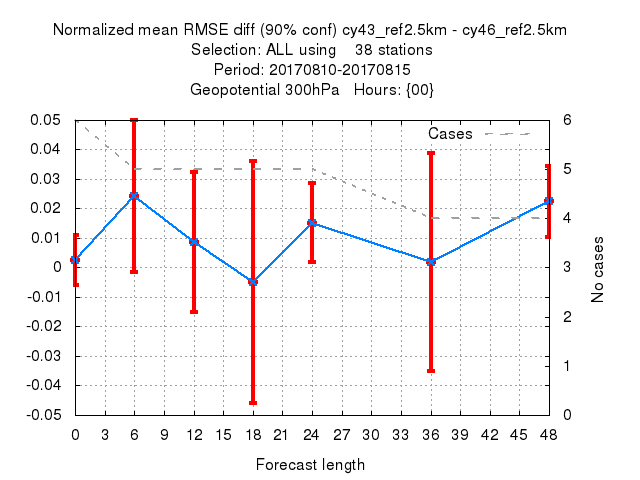 Normalized mean RMSE diff (90% conf) cy43_ref2.5km - cy46_ref2.5km
Selection: ALL using    38 stations
Period: 20170810-20170815
Geopotential 300hPa   Hours: {00}
Cases
0.05
0.04
0.03
0.02
0.01
0
-0.01
-0.02
-0.03
-0.04
-0.05
6
5
4
3
2
1
0
No cases
0 3 6 9 12 15 18 21 24 27 30 33 36 39 42 45 48
Forecast length